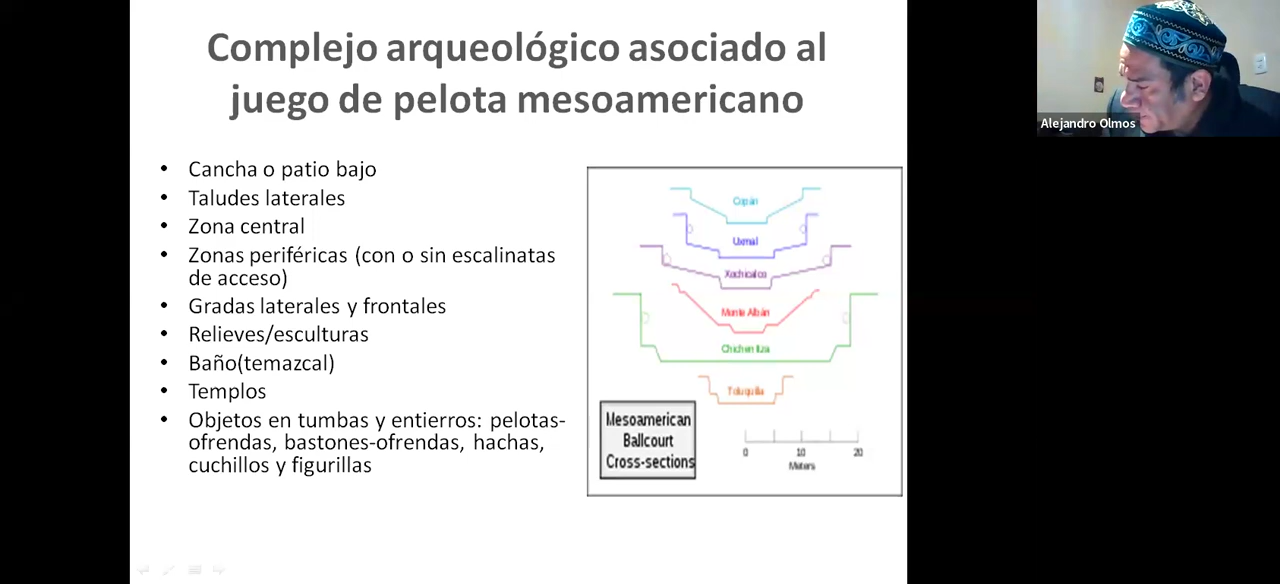 Complejo arqueológico asociado al
juego de pelota mesoamericano
Alejandro Olmos
• Cancha o patio bajo
• Taludes laterales
• Zona central
• Zonas periféricas (con o sin escalinatas
de acceso)
• Gradas laterales y frontales
• Relieves/esculturas
• Baño(temazcal)
• Templos
• Objetos en tumbas y entierros: pelotas-
ofrendas, bastones-ofrendas, hachas,
cuchillos y figurillas
Copán
Uxmal
Xochicalco
Monte Albán
Chichen Itza
Toluquilla
Mesoamerican
Ballcourt
Cross-sections
0 10 20
Meters